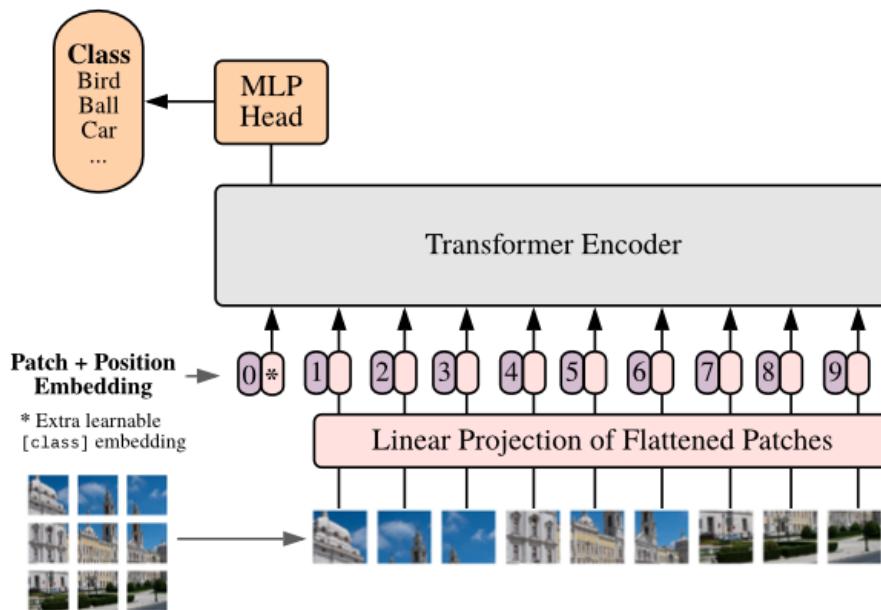 Class
Bird
Ball
Car
...
MLP
Head
Transformer Encoder
Patch + Position
Embedding
0 * 1 2 3 4 5 6 7 8 9
* Extra learnable
[class] embedding
Linear Projection of Flattened Patches